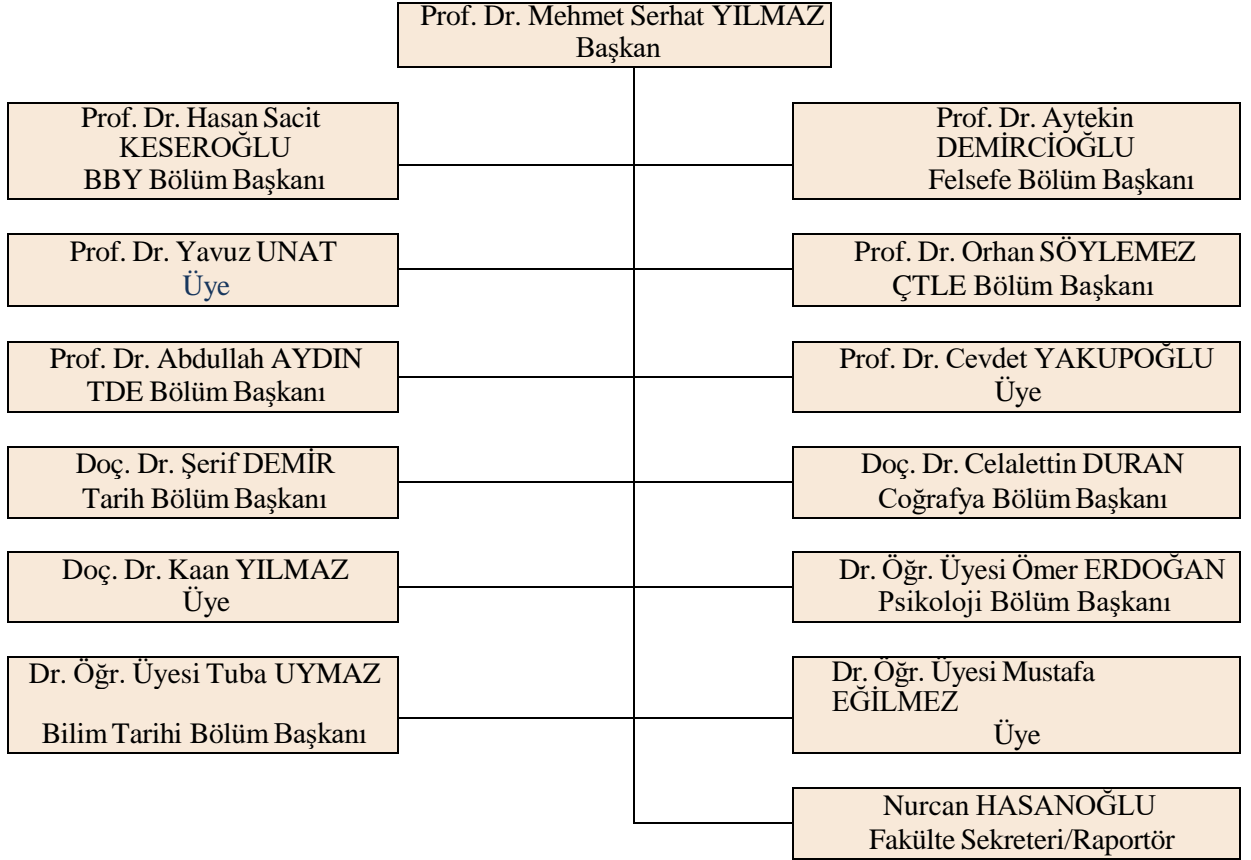 Prof. Dr. Mehmet Serhat YILMAZ
Başkan
Prof. Dr. Hasan Sacit
KESEROĞLU
BBY Bölüm Başkanı
Prof. Dr. Aytekin
DEMİRCİOĞLU
Felsefe Bölüm Başkanı
Prof. Dr. Yavuz UNAT
Üye
Prof. Dr. Orhan SÖYLEMEZ
ÇTLE Bölüm Başkanı
Prof. Dr. Abdullah AYDIN
TDE Bölüm Başkanı
Prof. Dr. Cevdet YAKUPOĞLU
Üye
Doç. Dr. Şerif DEMİR
Tarih Bölüm Başkanı
Doç. Dr. Celalettin DURAN
Coğrafya Bölüm Başkanı
Doç. Dr. Kaan YILMAZ
Üye
Dr. Öğr. Üyesi Ömer ERDOĞAN
Psikoloji Bölüm Başkanı
Dr. Öğr. Üyesi Tuba UYMAZ
Bilim Tarihi Bölüm Başkanı
Dr. Öğr. Üyesi Mustafa
EĞİLMEZ
Üye
Nurcan HASANOĞLU
Fakülte Sekreteri/Raportör